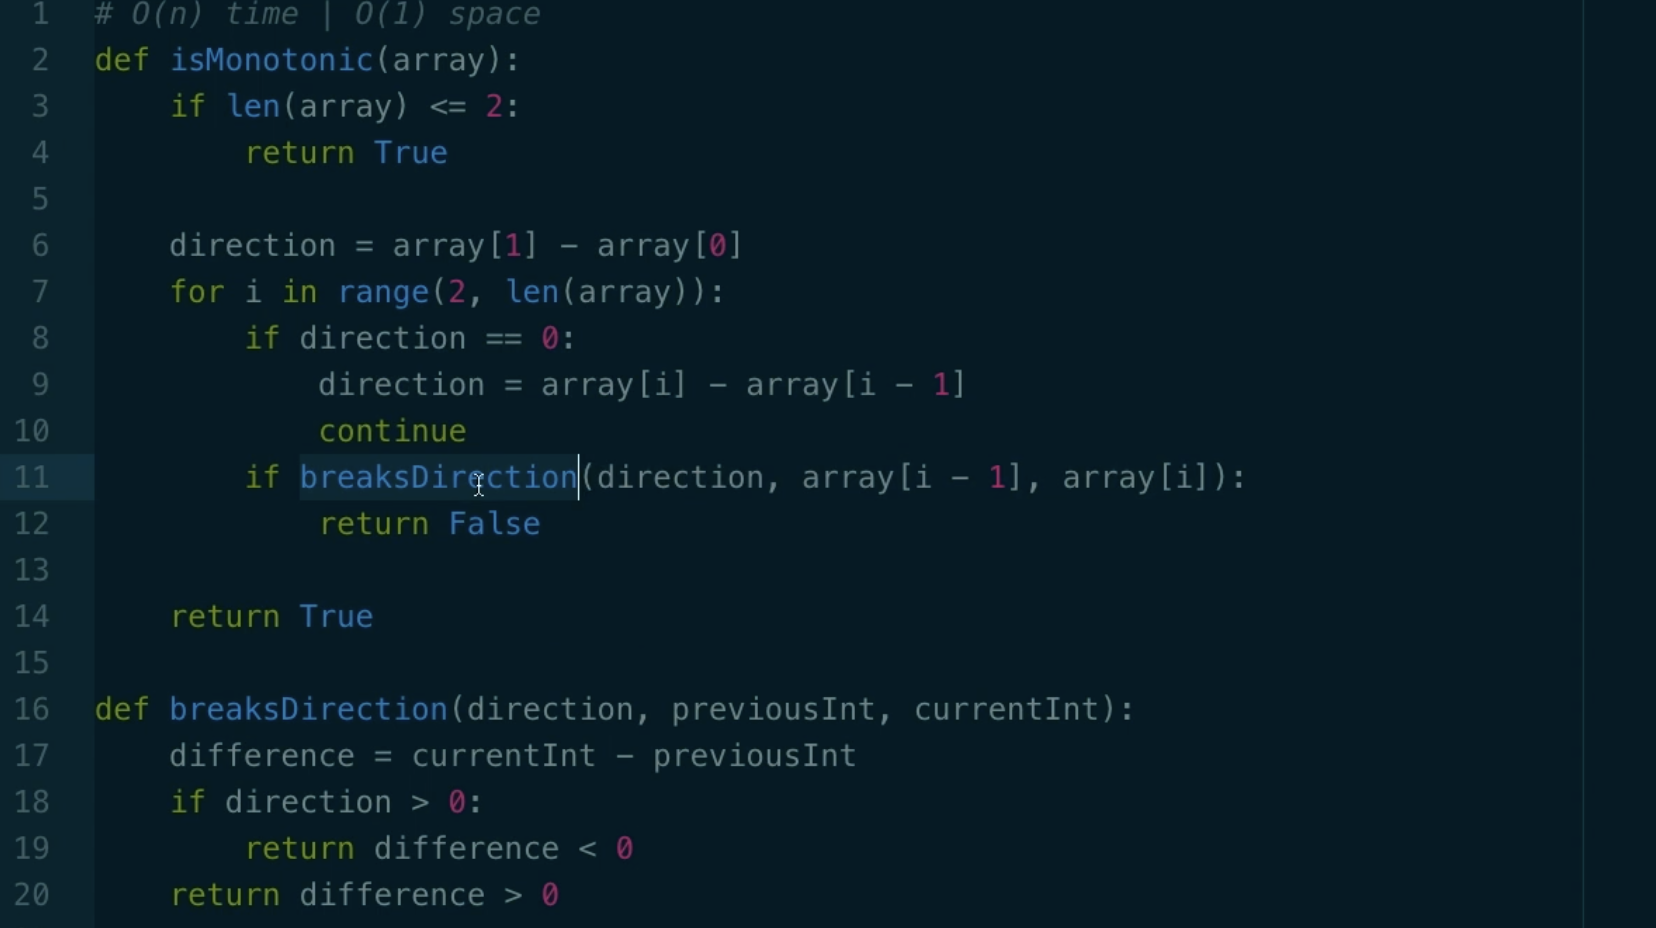 1 # O(n) time | O(1) space
2 def isMonotonic(array):
3     if len(array) <= 2:
4         return True
5
6     direction = array[1] - array[0]
7     for i in range(2, len(array)):
8         if direction == 0:
9             direction = array[i] - array[i - 1]
10             continue
11         if breaksDirection(direction, array[i - 1], array[i]):
12             return False
13
14     return True
15
16 def breaksDirection(direction, previousInt, currentInt):
17     difference = currentInt - previousInt
18     if direction > 0:
19         return difference < 0
20     return difference > 0